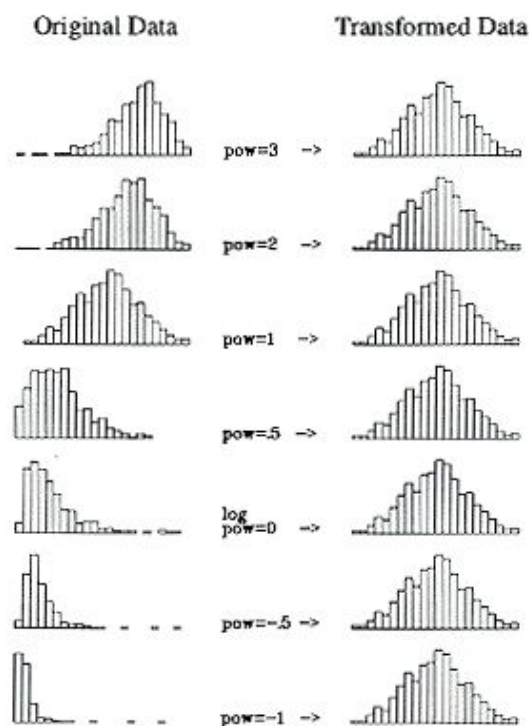 Original Data Transformed Data
pow=3 ->
pow=2 ->
pow=1 ->
pow=.5 ->
log
pow=0 ->
pow=-.5 ->
pow=-1 ->